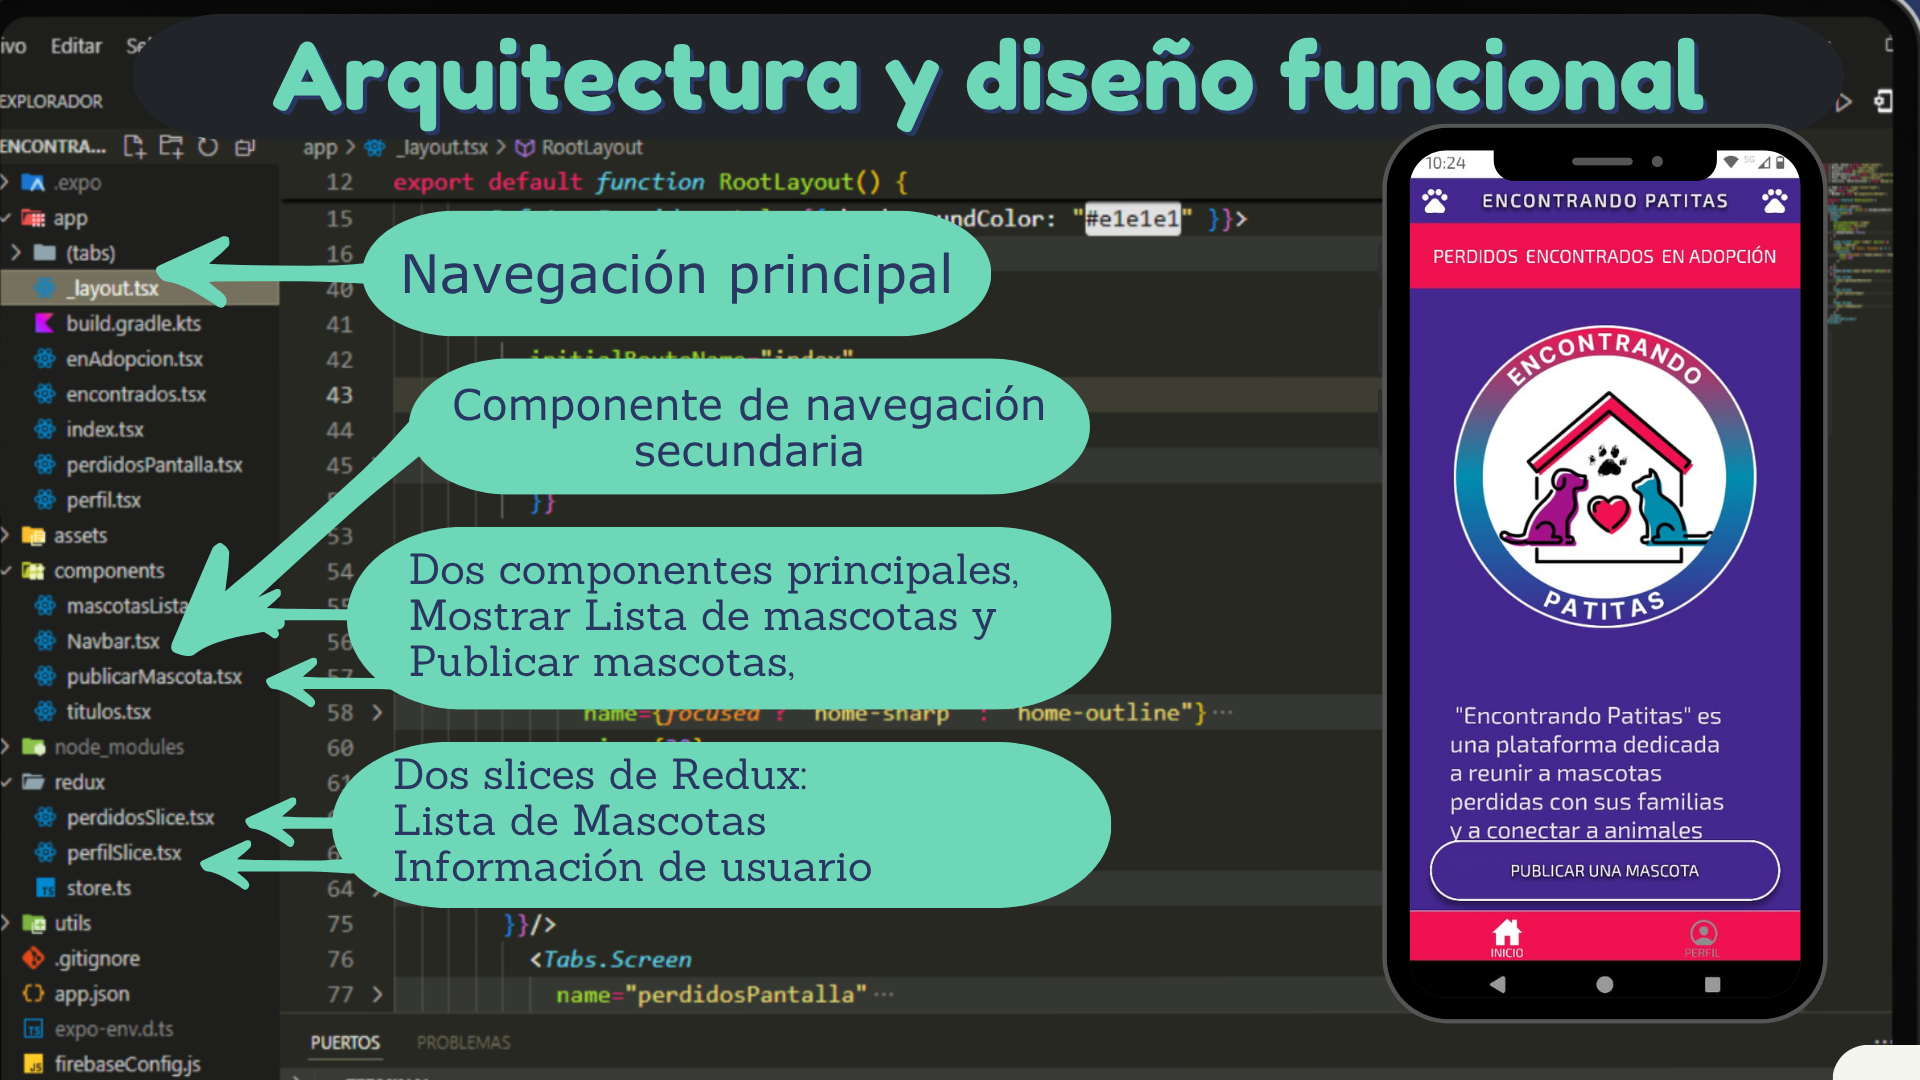 Arquitectura y diseño funcional
Editar
EXPLORADOR
ENCONTRA...
.expo
app
(tabs)
_layout.tsx
build.gradle.kts
enAdopcion.tsx
encontrados.tsx
index.tsx
perdidosPantalla.tsx
perfil.tsx
assets
components
mascotasLista
Navbar.tsx
publicarMascota.tsx
titulos.tsx
node_modules
redux
perdidosSlice.tsx
perfilSlice.tsx
store.ts
utils
.gitignore
app.json
expo-env.d.ts
firebaseConfig.js
app > _layout.tsx > RootLayout
12 export default function RootLayout() {
15 "#e1e1e1" }}>
16
40
41
42 initialRouteName="index"
43
44
45
}}
53
54
56
57
58 > name={focused ? "home-sharp" : "home-outline"}...
60
64
75 }}/>
76 <Tabs.Screen
77 > name="perdidosPantalla"...
PUERTOS PROBLEMAS
Navegación principal
Componente de navegación
secundaria
Dos componentes principales,
Mostrar Lista de mascotas y
Publicar mascotas,
Dos slices de Redux:
Lista de Mascotas
Información de usuario
10:24
5G
ENCONTRANDO PATITAS
PERDIDOS ENCONTRADOS EN ADOPCIÓN
ENCONTRANDO
PATITAS
"Encontrando Patitas" es
una plataforma dedicada
a reunir a mascotas
perdidas con sus familias
y a conectar a animales
PUBLICAR UNA MASCOTA
INICIO PERFIL